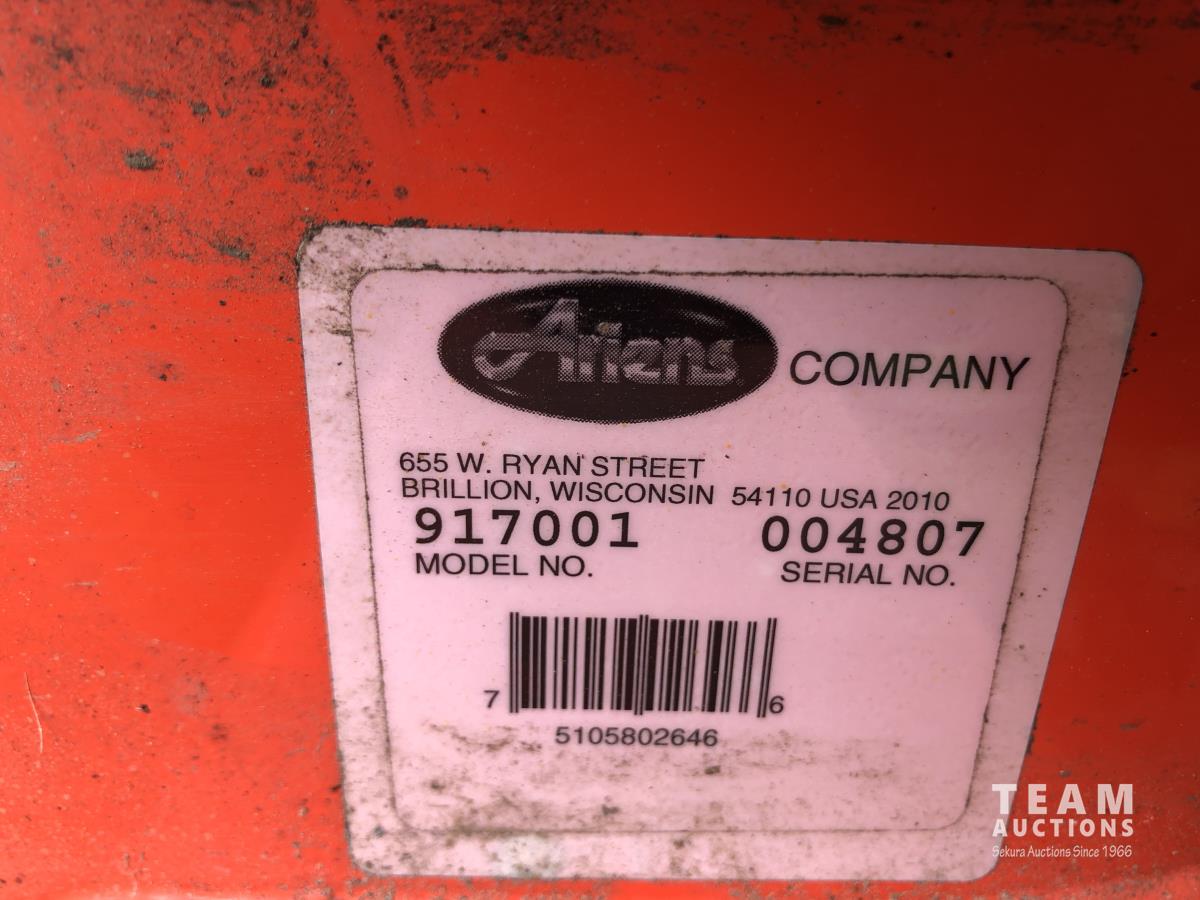 Ariens COMPANY
655 W. RYAN STREET
BRILLION, WISCONSIN 54110 USA 2010
917001 004807
MODEL NO. SERIAL NO.
7 6
5105802646
TEAM
AUCTIONS
Sekura Auctions Since 1966